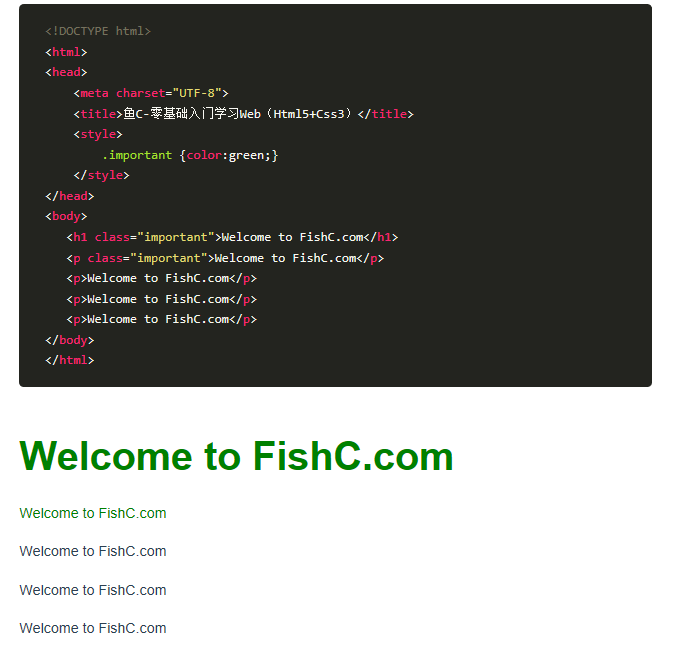 <!DOCTYPE html>
<html>
<head>
    <meta charset="UTF-8">
    <title>鱼C-零基础入门学习Web（Html5+Css3）</title>
    <style>
        .important {color:green;}
    </style>
</head>
<body>
   <h1 class="important">Welcome to FishC.com</h1>
   <p class="important">Welcome to FishC.com</p>
   <p>Welcome to FishC.com</p>
   <p>Welcome to FishC.com</p>
   <p>Welcome to FishC.com</p>
</body>
</html>
Welcome to FishC.com
Welcome to FishC.com
Welcome to FishC.com
Welcome to FishC.com
Welcome to FishC.com